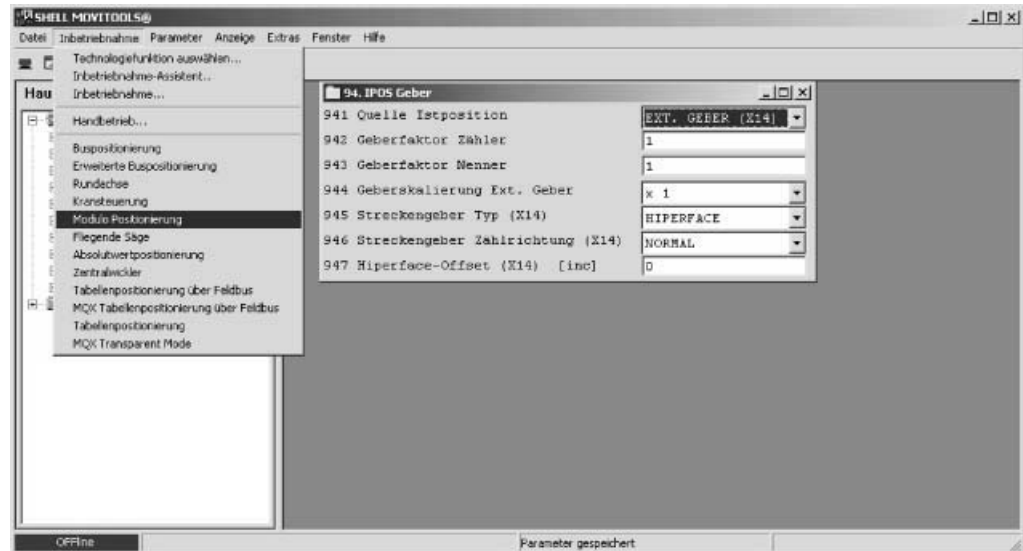 SHELL MOVITOOLS®
Datei Inbetriebnahme Parameter Anzeige Extras Fenster Hilfe
Technologiefunktion auswählen...
Inbetriebnahme-Assistent...
Inbetriebnahme...
Handbetrieb...
Buspositionierung
Erweiterte Buspositionierung
Rundachse
Kransteuerung
Modulo Positionierung
Fliegende Säge
Absolutwertpositionierung
Zentralwickler
Tabellenpositionierung über Feldbus
MQX Tabellenpositionierung über Feldbus
Tabellenpositionierung
MQX Transparent Mode
Hau
94. IPOS Geber
941 Quelle Istposition EXT. GEBER (X14)
942 Geberfaktor Zähler 1
943 Geberfaktor Nenner 1
944 Geberskalierung Ext. Geber x 1
945 Streckengeber Typ (X14) HIPERFACE
946 Streckengeber Zählrichtung (X14) NORMAL
947 Hiperface-Offset (X14) [inc] 0
Offline Parameter gespeichert